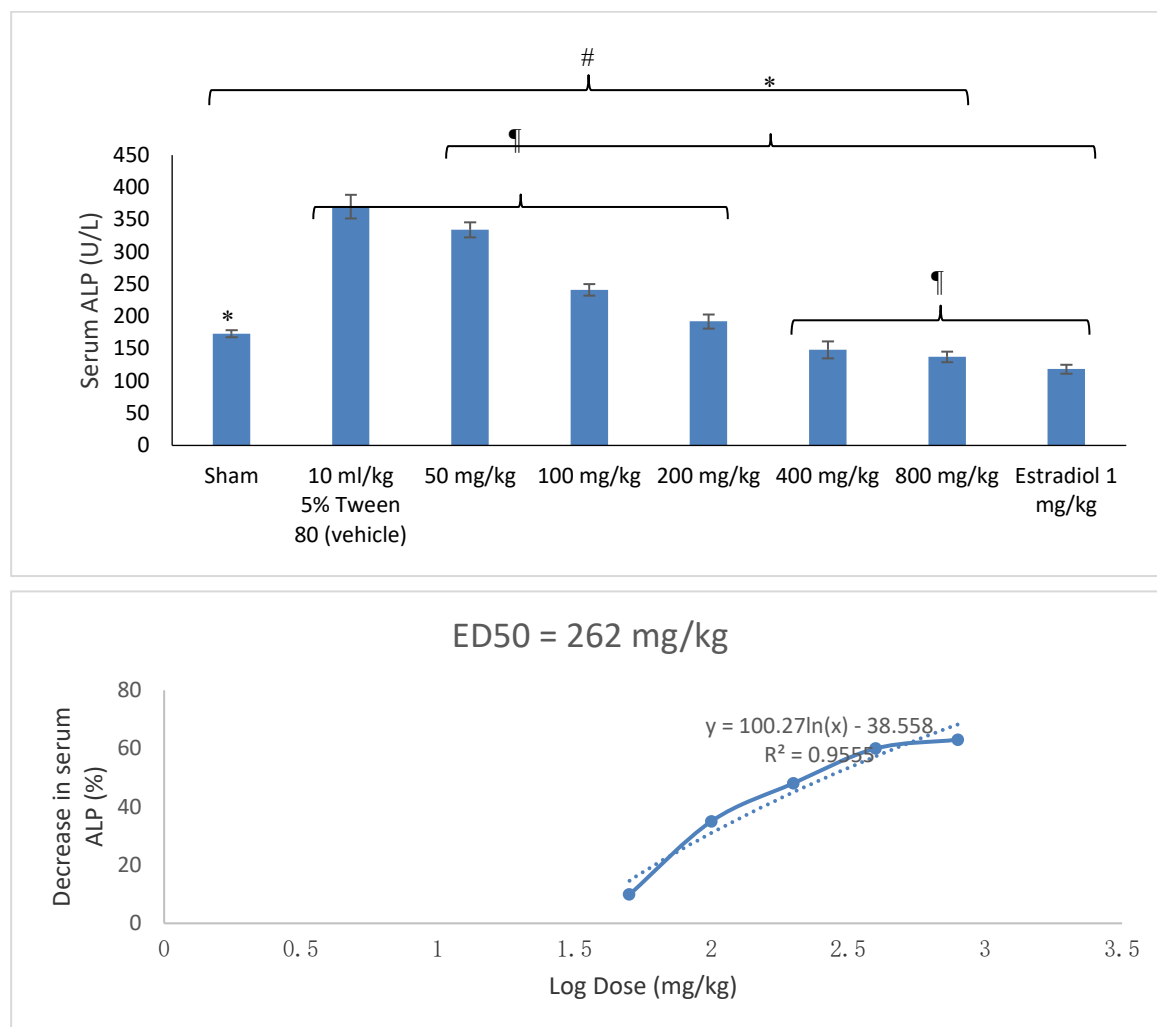 #
*
¶
450
400
350
300
250
200
150
100
50
0
Serum ALP (U/L)
*
¶
Sham
10 ml/kg
5% Tween
80 (vehicle)
50 mg/kg
100 mg/kg
200 mg/kg
400 mg/kg
800 mg/kg
Estradiol 1
mg/kg
ED50 = 262 mg/kg
80
60
40
20
0
Decrease in serum
ALP (%)
y = 100.27ln(x) - 38.558
R² = 0.9555
0
0.5
1
1.5
2
2.5
3
3.5
Log Dose (mg/kg)